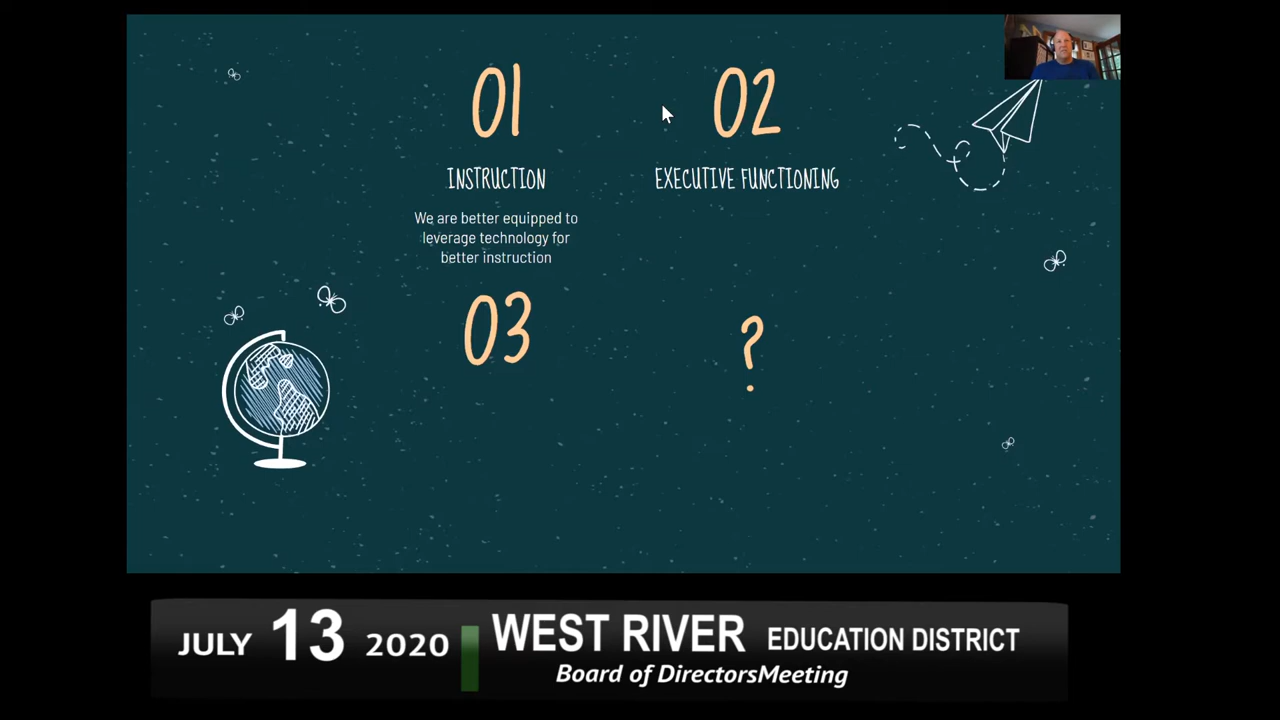 01
INSTRUCTION
We are better equipped to
leverage technology for
better instruction
02
EXECUTIVE FUNCTIONING
03
?
JULY 13 2020
WEST RIVER EDUCATION DISTRICT
Board of DirectorsMeeting